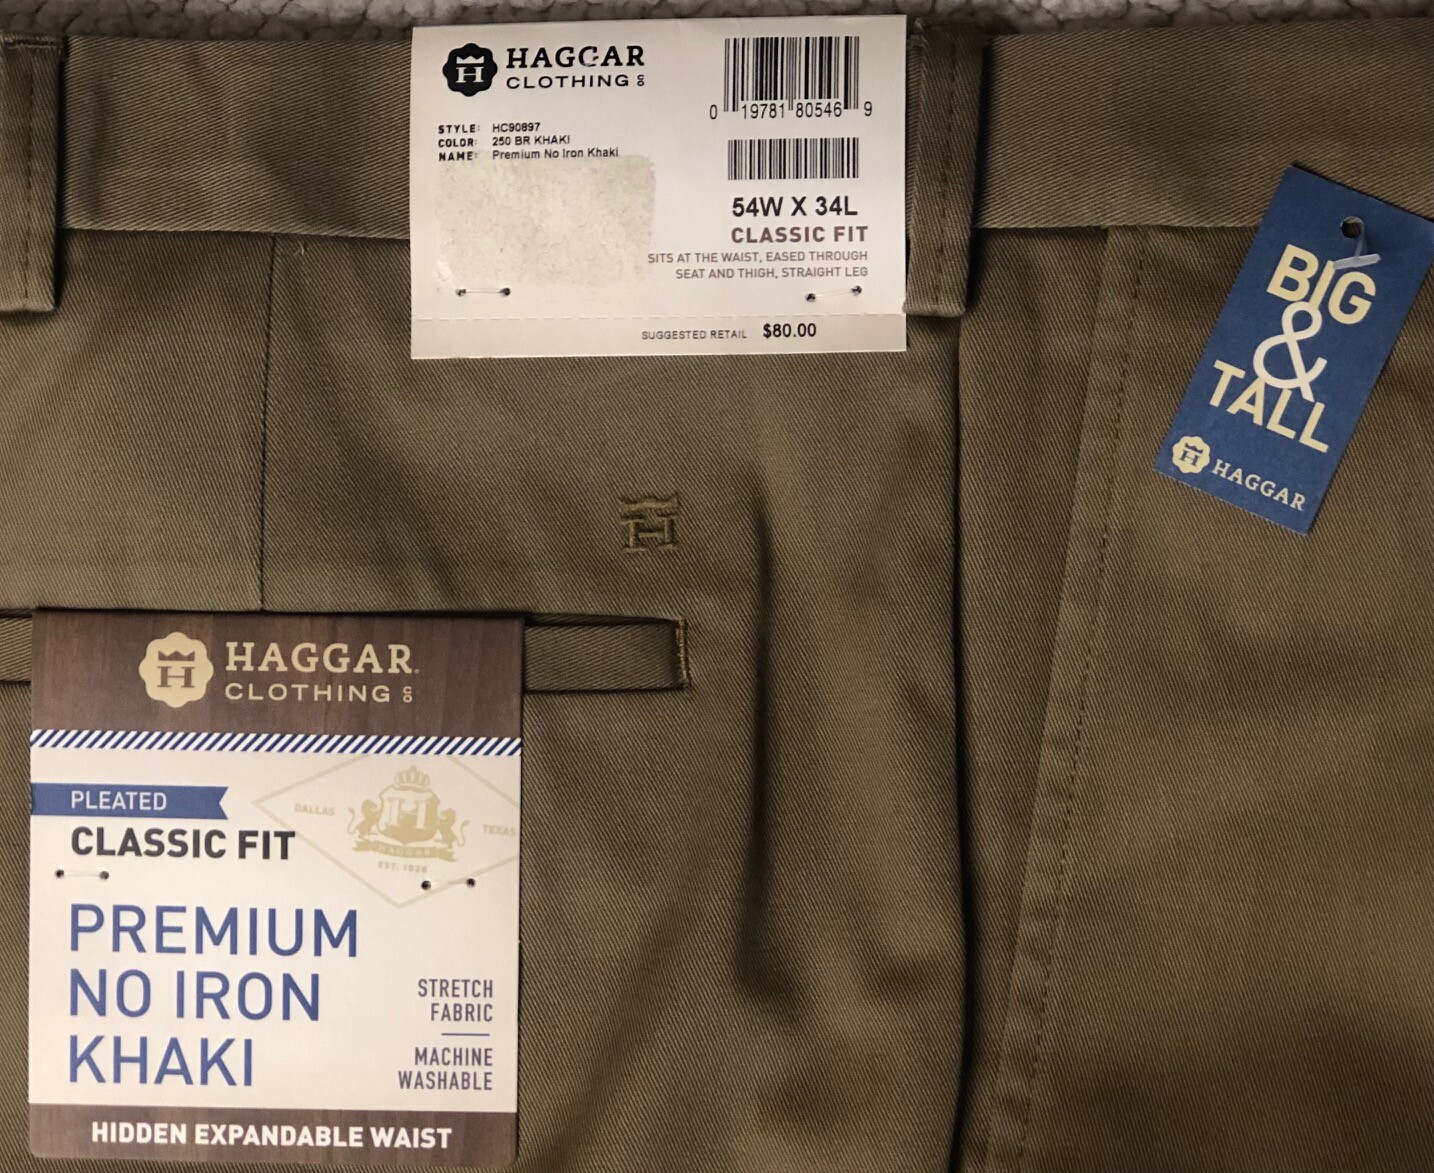 HAGGAR
CLOTHING CO
STYLE: HC90897
COLOR: 250 BR KHAKI
NAME: Premium No Iron Khaki
0 19781 80546 9
54W X 34L
CLASSIC FIT
SITS AT THE WAIST, EASED THROUGH
SEAT AND THIGH, STRAIGHT LEG
SUGGESTED RETAIL $80.00
BIG
&
TALL
H HAGGAR
H
H HAGGAR
CLOTHING CO
PLEATED
CLASSIC FIT
DALLAS TEXAS
H
HAGGAR
EST. 1926
PREMIUM
NO IRON
KHAKI
STRETCH
FABRIC
MACHINE
WASHABLE
HIDDEN EXPANDABLE WAIST